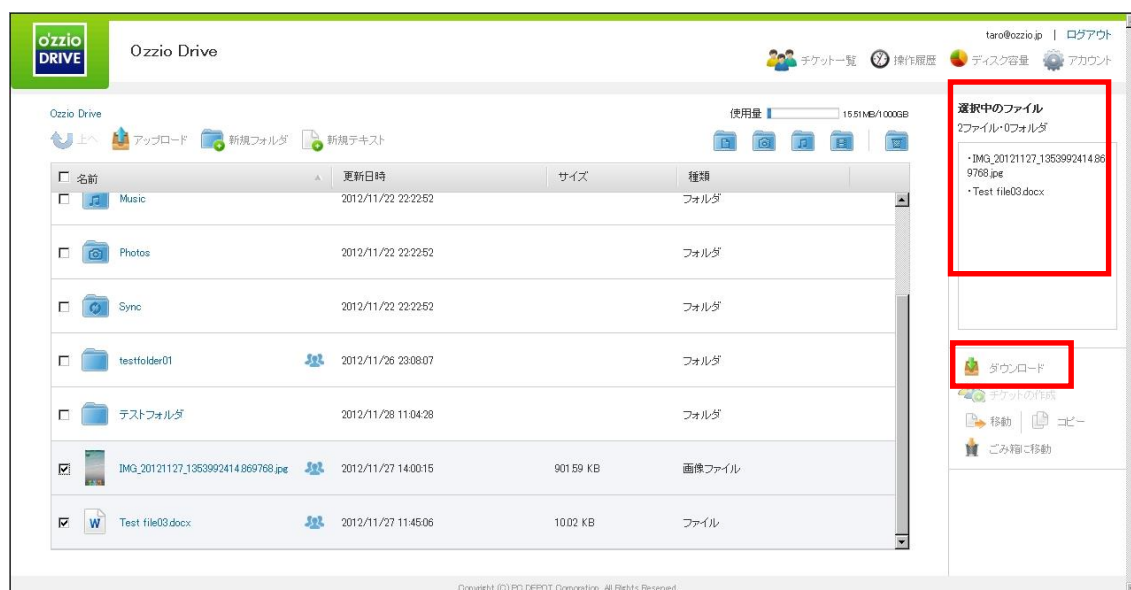 o'zzio
DRIVE
Ozzio Drive
taro@ozzio.jp | ログアウト
チケット一覧 操作履歴 ディスク容量 アカウント
Ozzio Drive
使用量 15.51MB/1000GB
上へ アップロード 新規フォルダ 新規テキスト
名前 更新日時 サイズ 種類
Music 2012/11/22 22:22:52 フォルダ
Photos 2012/11/22 22:22:52 フォルダ
Sync 2012/11/22 22:22:52 フォルダ
testfolder01 2012/11/26 23:08:07 フォルダ
テストフォルダ 2012/11/28 11:04:28 フォルダ
IMG_20121127_1353992414.869768.jpg 2012/11/27 14:00:15 901.59 KB 画像ファイル
W Test file03.docx 2012/11/27 11:45:06 10.02 KB ファイル
選択中のファイル
2ファイル・0フォルダ
・IMG_20121127_1353992414.86
9768.jpg
・Test file03.docx
ダウンロード
チケットの作成
移動 | コピー
ごみ箱に移動
Copyright (C) PC DEPOT Corporation. All Rights Reserved.